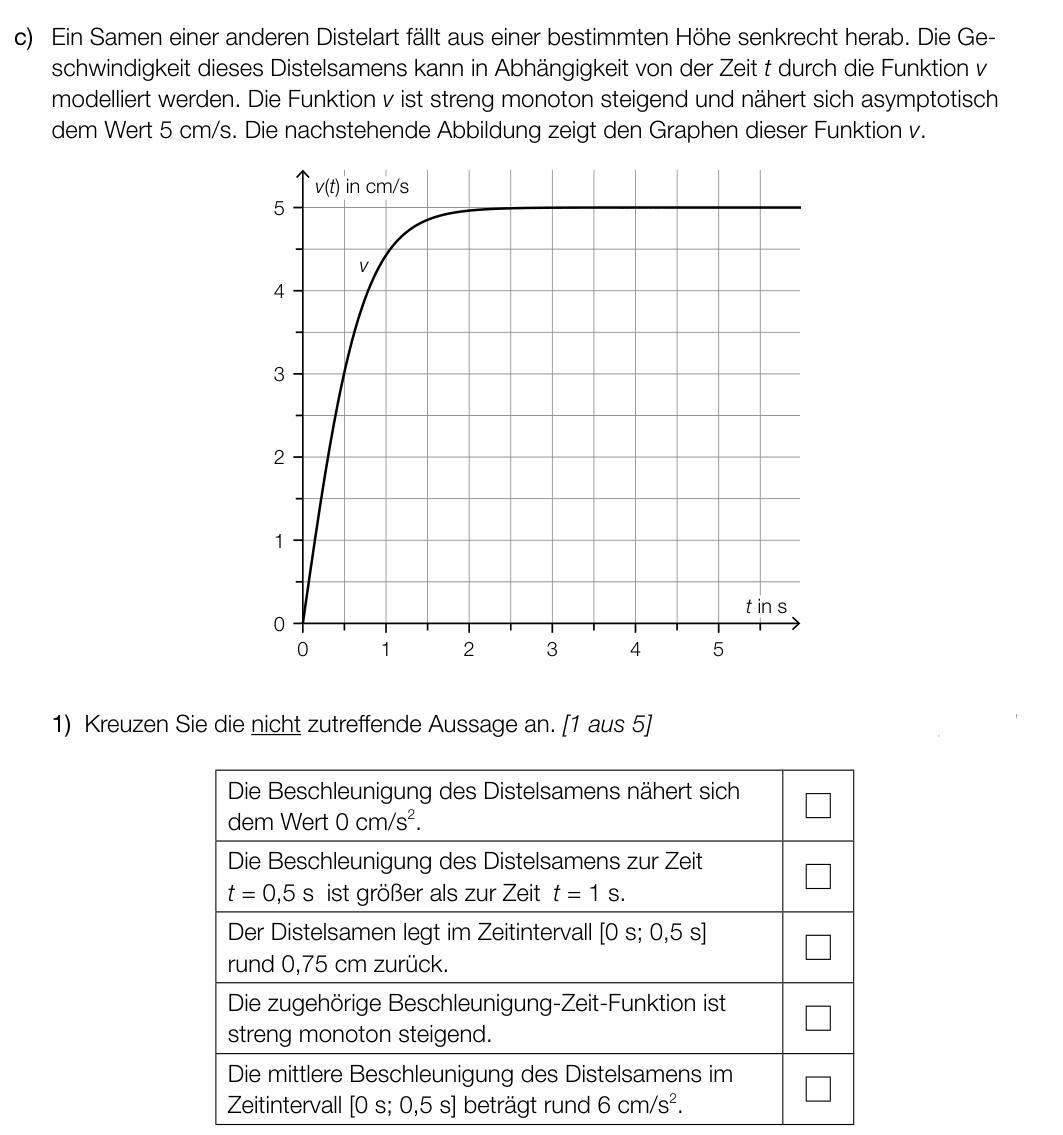 c) Ein Samen einer anderen Distelart fällt aus einer bestimmten Höhe senkrecht herab. Die Ge-
schwindigkeit dieses Distelsamens kann in Abhängigkeit von der Zeit t durch die Funktion v
modelliert werden. Die Funktion v ist streng monoton steigend und nähert sich asymptotisch
dem Wert 5 cm/s. Die nachstehende Abbildung zeigt den Graphen dieser Funktion v.
v(t) in cm/s
5
v
4
3
2
1
t in s
0
0 1 2 3 4 5
1) Kreuzen Sie die nicht zutreffende Aussage an. [1 aus 5]
Die Beschleunigung des Distelsamens nähert sich
dem Wert 0 cm/s².
Die Beschleunigung des Distelsamens zur Zeit
t = 0,5 s ist größer als zur Zeit t = 1 s.
Der Distelsamen legt im Zeitintervall [0 s; 0,5 s]
rund 0,75 cm zurück.
Die zugehörige Beschleunigung-Zeit-Funktion ist
streng monoton steigend.
Die mittlere Beschleunigung des Distelsamens im
Zeitintervall [0 s; 0,5 s] beträgt rund 6 cm/s².